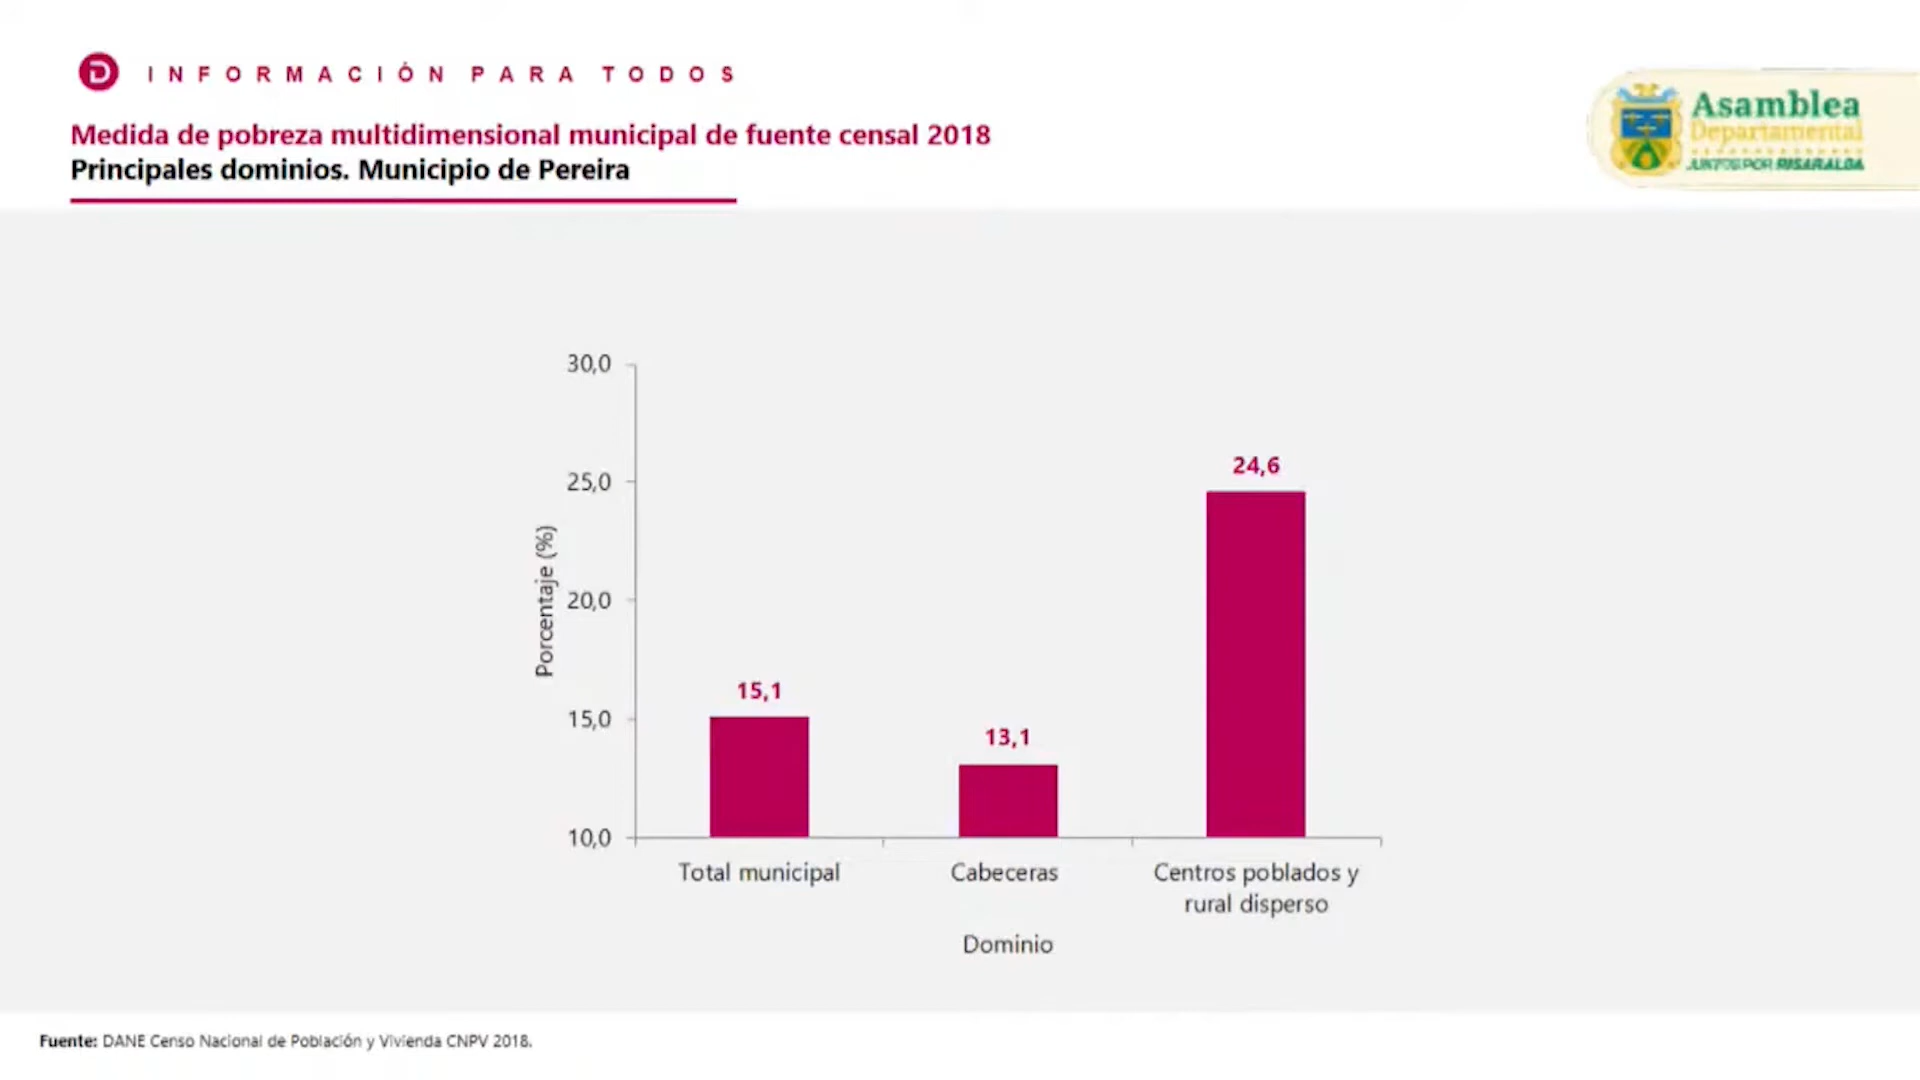 INFORMACIÓN PARA TODOS
Medida de pobreza multidimensional municipal de fuente censal 2018
Principales dominios. Municipio de Pereira
Asamblea
Departamental
JUNTOS POR RISARALDA
30,0
25,0
20,0
15,0
10,0
Porcentaje (%)
15,1
13,1
24,6
Total municipal
Cabeceras
Centros poblados y
rural disperso
Dominio
Fuente: DANE Censo Nacional de Población y Vivienda CNPV 2018.